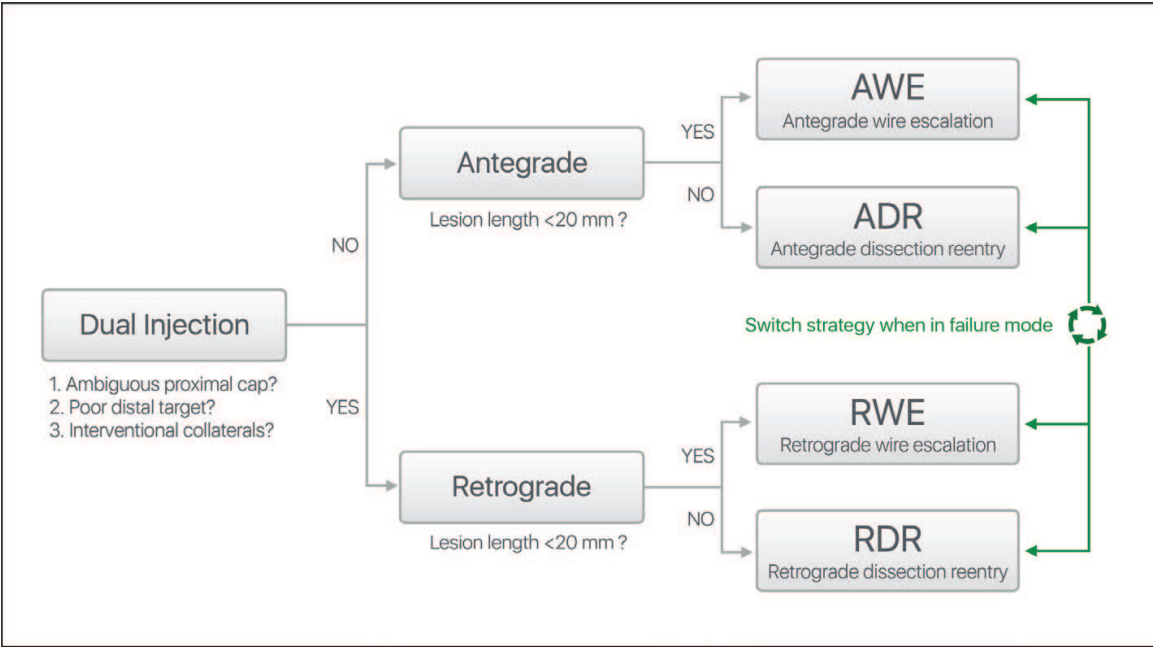 Dual Injection
1. Ambiguous proximal cap?
2. Poor distal target?
3. Interventional collaterals?
NO
YES
Antegrade
Lesion length <20 mm ?
YES
NO
AWE
Antegrade wire escalation
ADR
Antegrade dissection reentry
Switch strategy when in failure mode
Retrograde
Lesion length <20 mm ?
YES
NO
RWE
Retrograde wire escalation
RDR
Retrograde dissection reentry